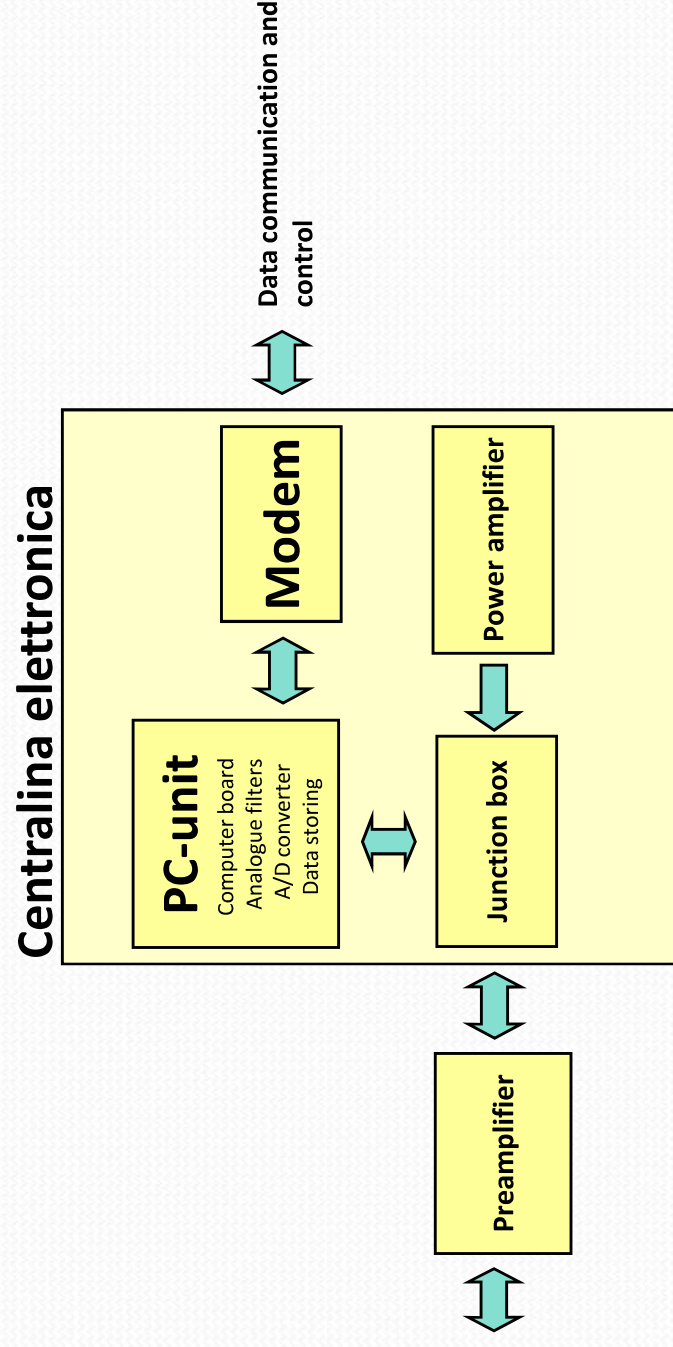 Centralina elettronica
PC-unit
Computer board
Analogue filters
A/D converter
Data storing
Modem
Data communication and
control
Preamplifier
Junction box
Power amplifier